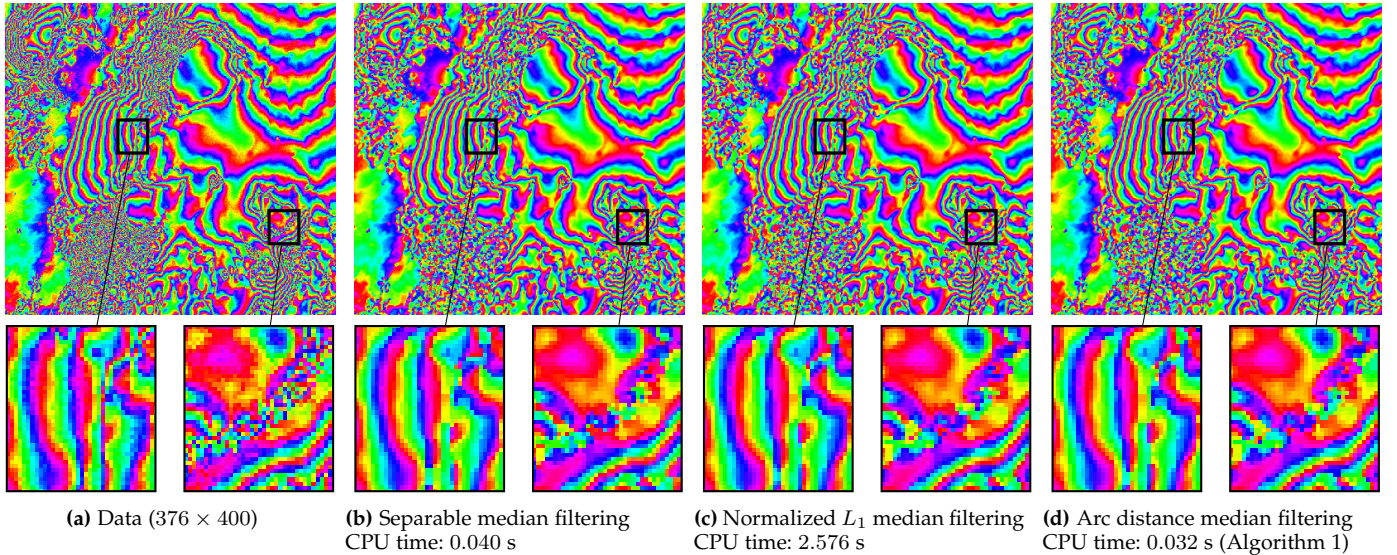 (a) Data (376 × 400)
(b) Separable median filtering
CPU time: 0.040 s
(c) Normalized L₁ median filtering
CPU time: 2.576 s
(d) Arc distance median filtering
CPU time: 0.032 s (Algorithm 1)